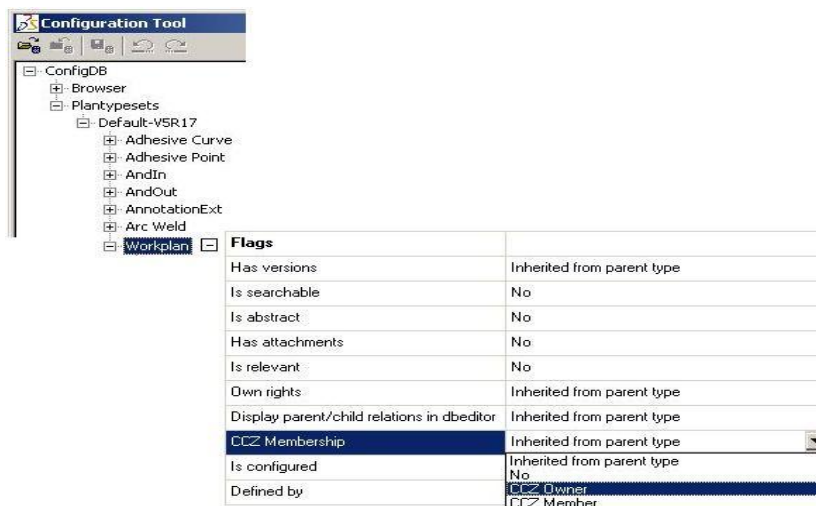 Configuration Tool
ConfigDB
Browser
Plantypesets
Default-V5R17
Adhesive Curve
Adhesive Point
AndIn
AndOut
AnnotationExt
Arc Weld
Workplan
Flags
Has versions Inherited from parent type
Is searchable No
Is abstract No
Has attachments No
Is relevant No
Own rights Inherited from parent type
Display parent/child relations in dbeditor Inherited from parent type
CCZ Membership Inherited from parent type
Is configured Inherited from parent type
No
Defined by CCZ Owner
CCZ Member